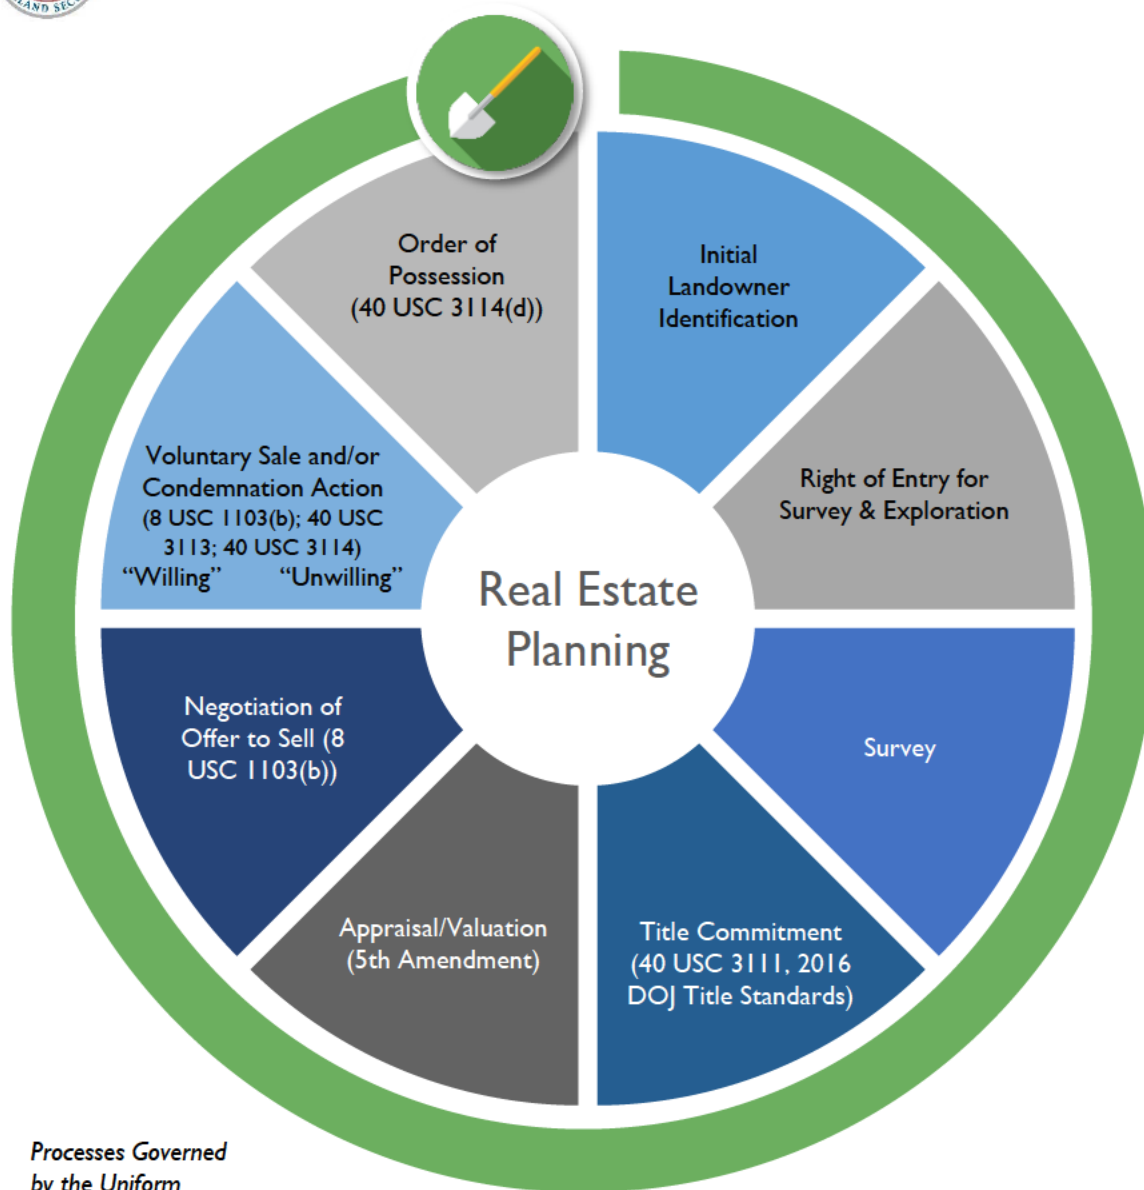 LAND SEC
Order of
Possession
(40 USC 3114(d))
Initial
Landowner
Identification
Voluntary Sale and/or
Condemnation Action
(8 USC 1103(b); 40 USC
3113; 40 USC 3114)
“Willing” “Unwilling”
Right of Entry for
Survey & Exploration
Real Estate
Planning
Negotiation of
Offer to Sell (8
USC 1103(b))
Survey
Appraisal/Valuation
(5th Amendment)
Title Commitment
(40 USC 3111, 2016
DOJ Title Standards)
Processes Governed
by the Uniform